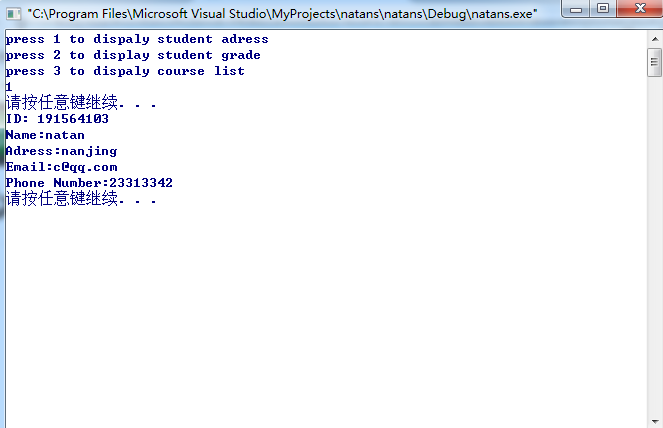 "C:\Program Files\Microsoft Visual Studio\MyProjects\natans\natans\Debug\natans.exe"
press 1 to dispaly student adress
press 2 to display student grade
press 3 to dispaly course list
1
请按任意键继续. . .
ID: 191564103
Name:natan
Adress:nanjing
Email:c@qq.com
Phone Number:23313342
请按任意键继续. . .